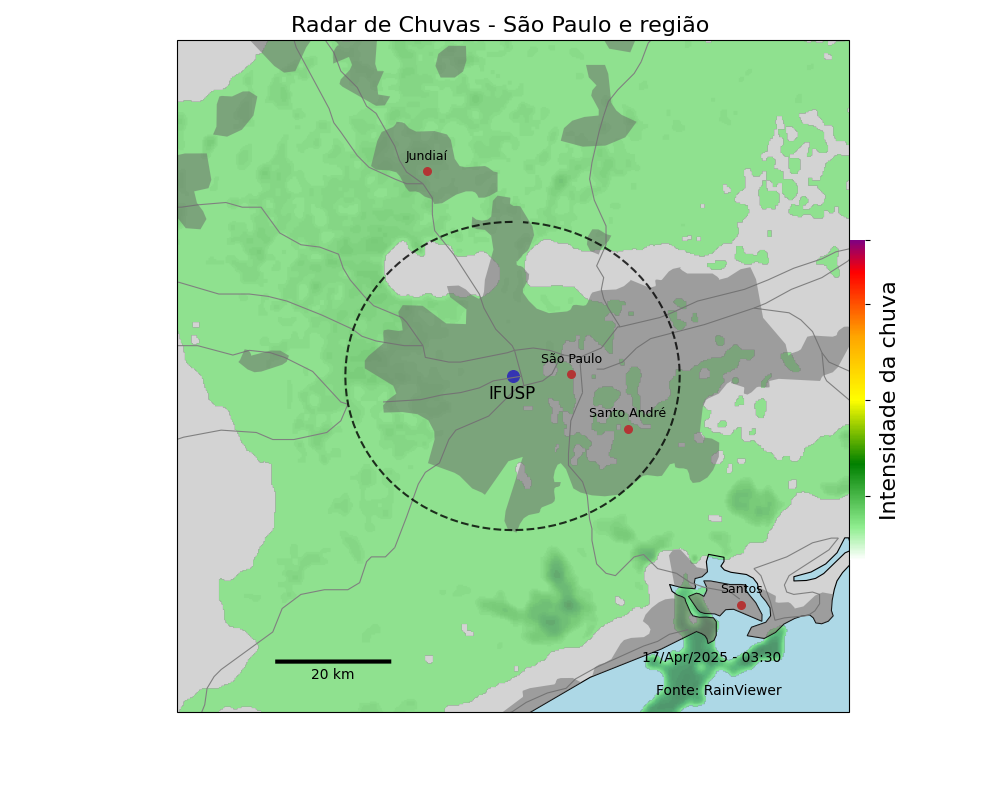 Radar de Chuvas - São Paulo e região
Jundiaí
São Paulo
IFUSP
Santo André
Santos
17/Apr/2025 - 03:30
20 km
Fonte: RainViewer
Intensidade da chuva